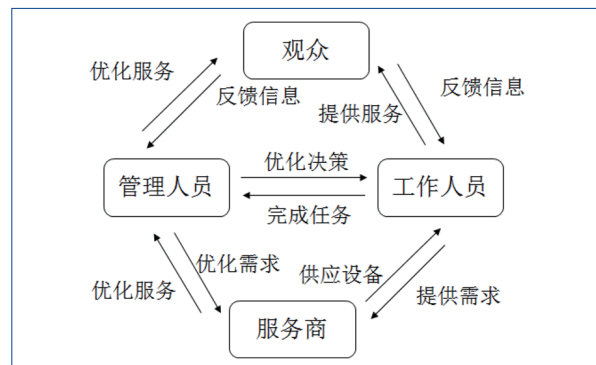 观众
优化服务
反馈信息
反馈信息
提供服务
优化决策
管理人员
工作人员
完成任务
优化需求
供应设备
优化服务
提供需求
服务商